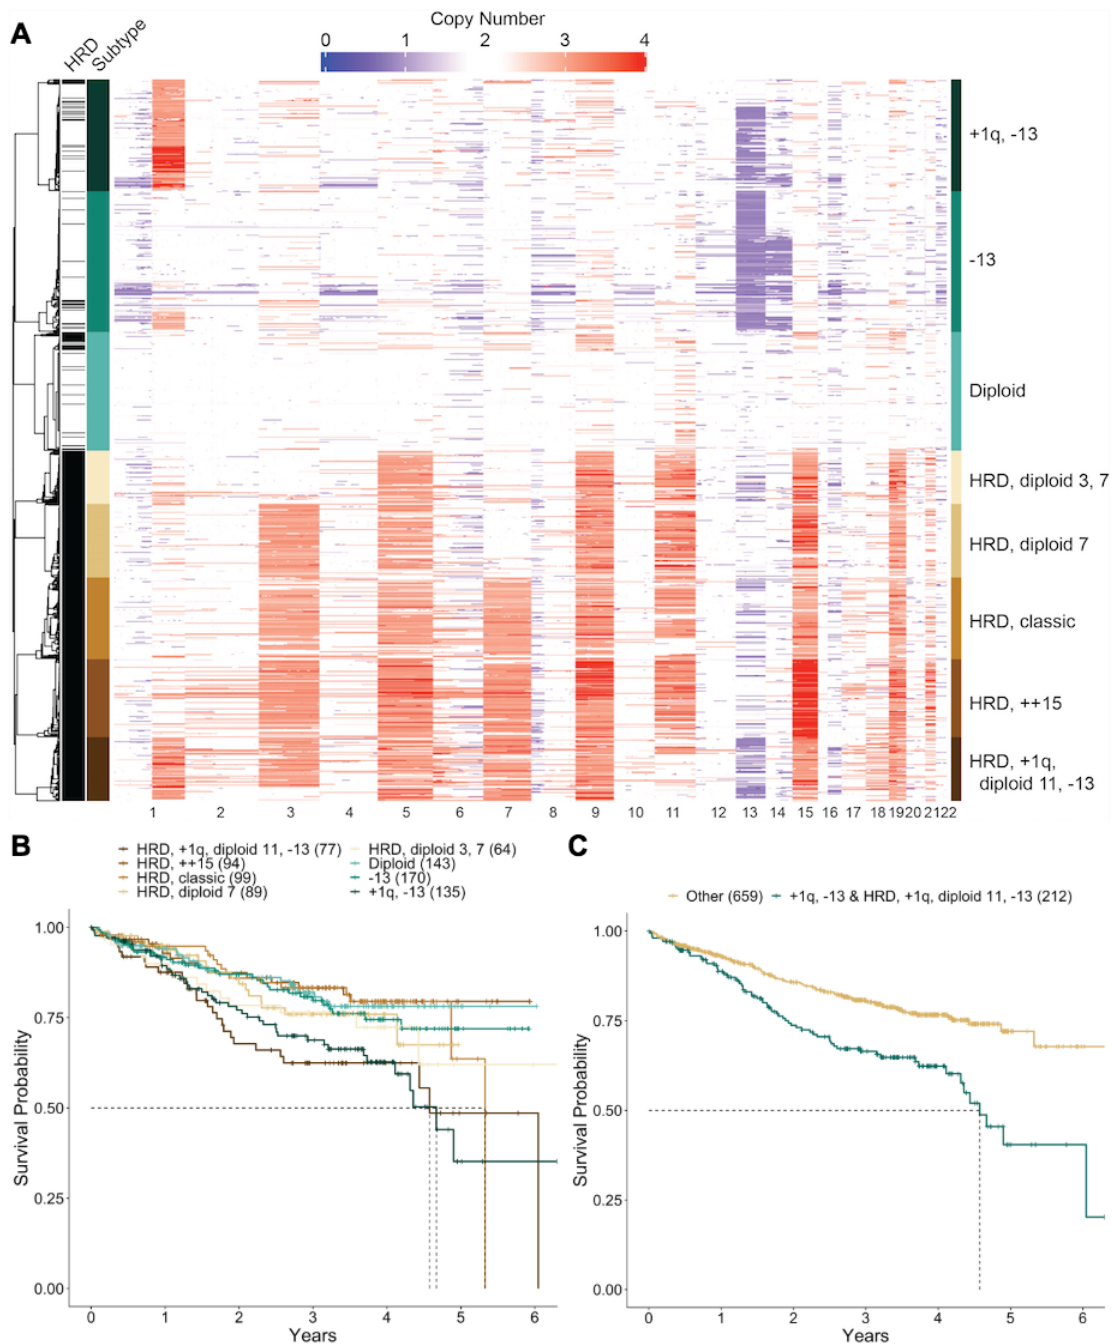 A
HRD
Subtype
Copy Number
0 1 2 3 4
+1q, -13
-13
Diploid
HRD, diploid 3, 7
HRD, diploid 7
HRD, classic
HRD, ++15
HRD, +1q,
diploid 11, -13
1 2 3 4 5 6 7 8 9 10 11 12 13 14 15 16 17 18 19 20 21 22
B
HRD, +1q, diploid 11, -13 (77)
HRD, ++15 (94)
HRD, classic (99)
HRD, diploid 7 (89)
HRD, diploid 3, 7 (64)
Diploid (143)
-13 (170)
+1q, -13 (135)
Survival Probability
1.00
0.75
0.50
0.25
0.00
0 1 2 3 4 5 6
Years
C
Other (659)
+1q, -13 & HRD, +1q, diploid 11, -13 (212)
Survival Probability
1.00
0.75
0.50
0.25
0.00
0 1 2 3 4 5 6
Years